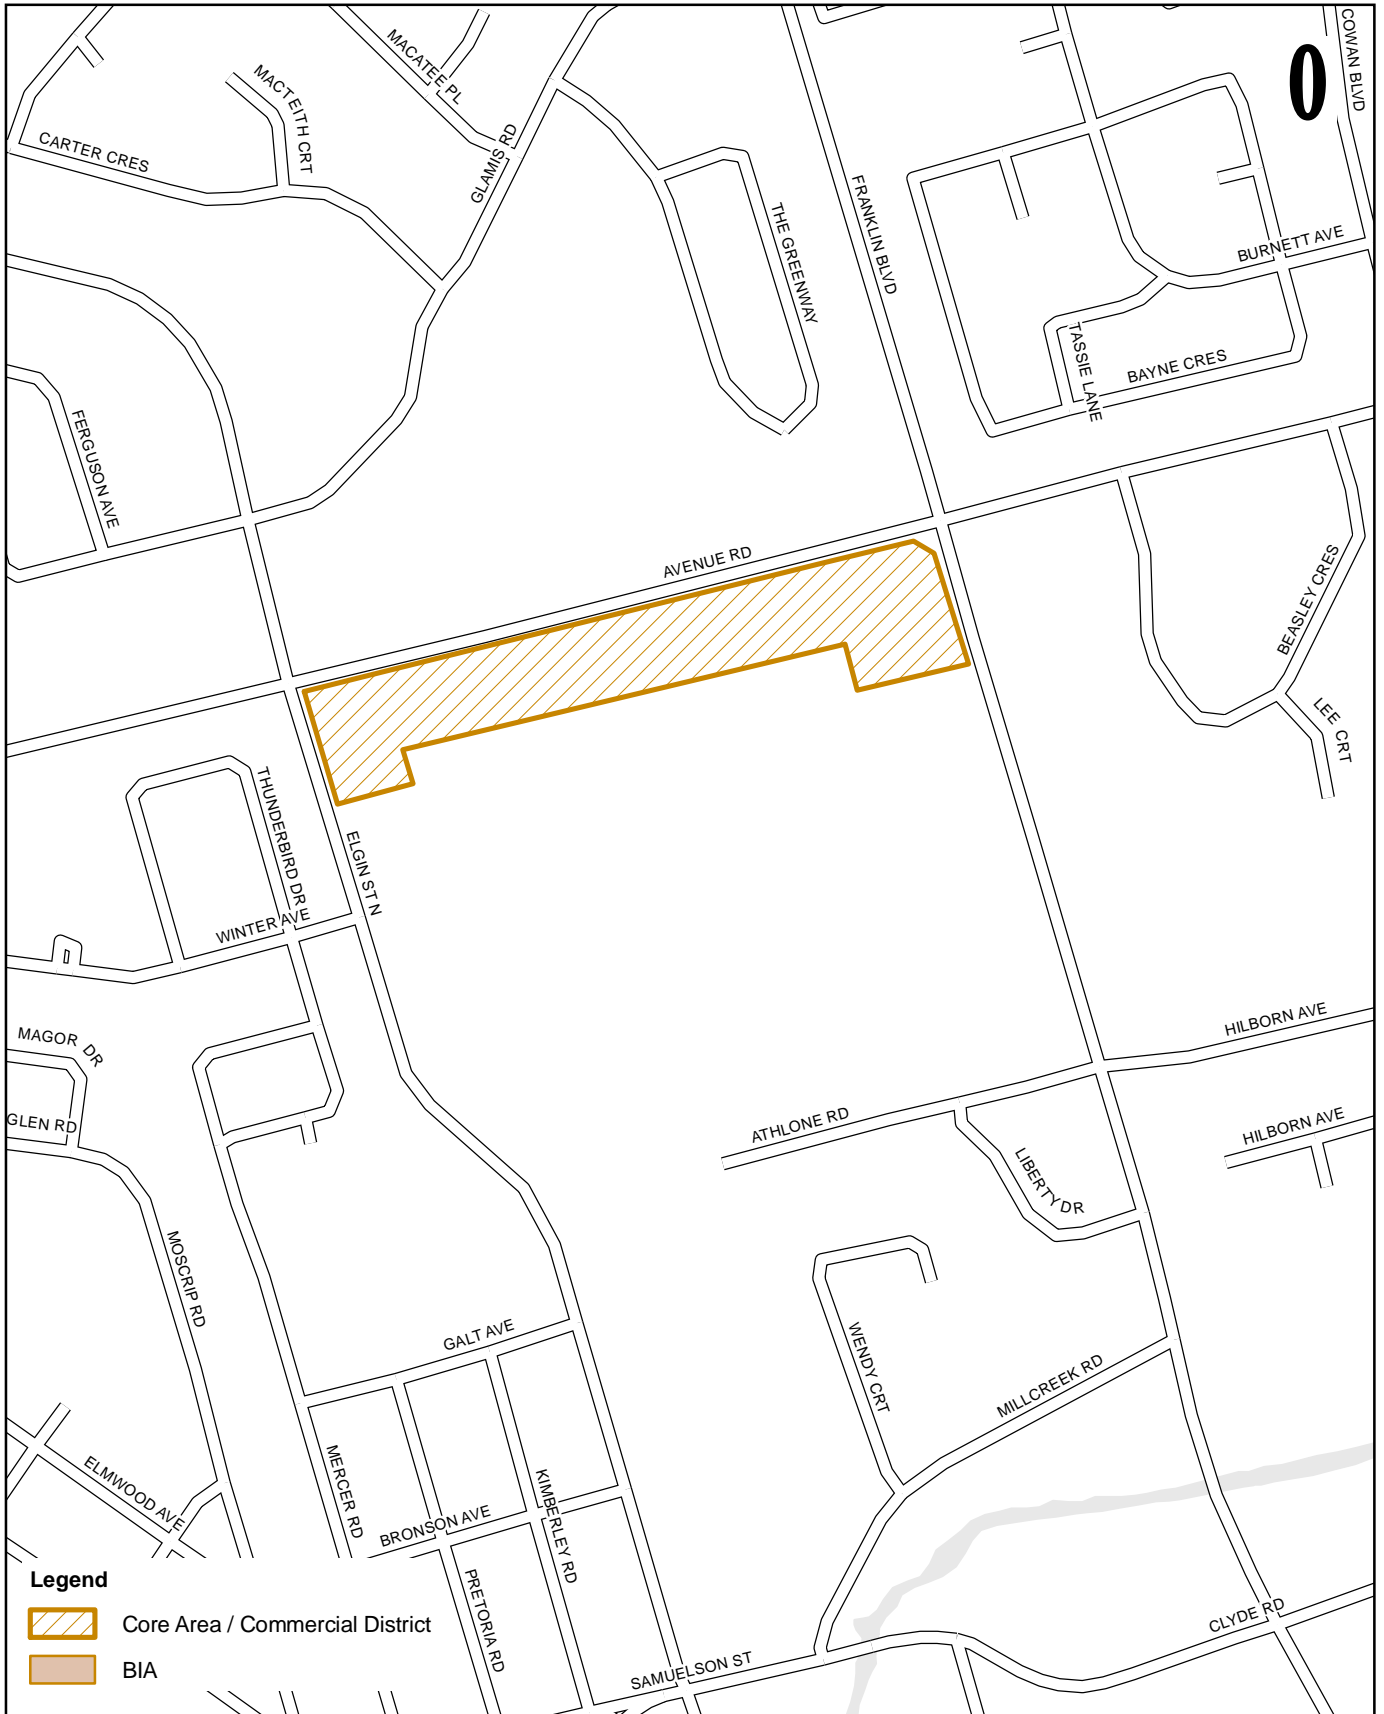 COWAN BLVD
0
MACATEE PL
MACT EITH CRT
CARTER CRES
GLAMIS RD
THE GREENWAY
FRANKLIN BLVD
BURNETT AVE
TASSIE LANE
BAYNE CRES
FERGUSON AVE
AVENUE RD
BEASLEY CRES
LEE CRT
THUNDERBIRD DR
ELGIN ST N
WINTER AVE
MAGOR DR
GLEN RD
HILBORN AVE
ATHLONE RD
HILBORN AVE
LIBERTY DR
MOSCRIP RD
GALT AVE
WENDY CRT
MILLCREEK RD
ELMWOOD AVE
MERCER RD
KIMBERLEY RD
BRONSON AVE
PRETORIA RD
SAMUELSON ST
CLYDE RD
Legend
Core Area / Commercial District
BIA